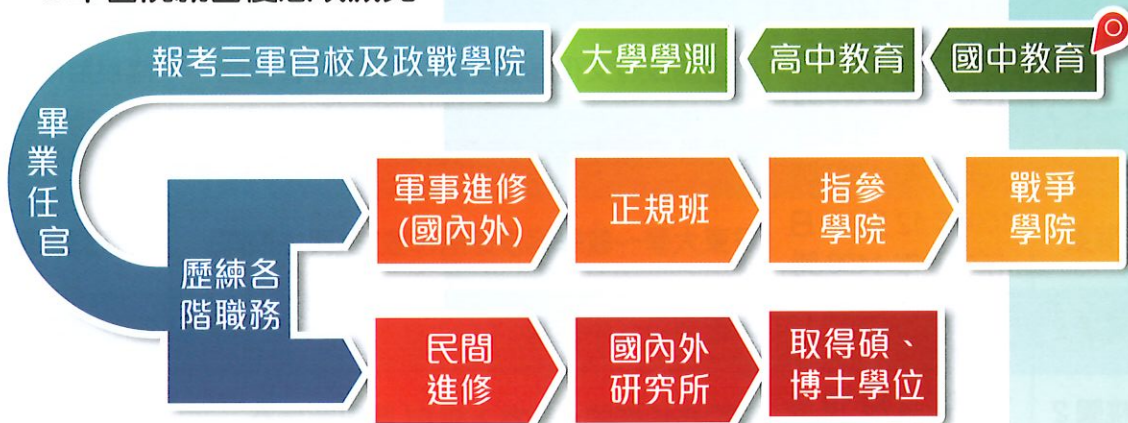 國中教育
高中教育
大學學測
報考三軍官校及政戰學院
畢業任官
歷練各
階職務
軍事進修
(國內外)
正規班
指參
學院
戰爭
學院
民間
進修
國內外
研究所
取得碩、
博士學位